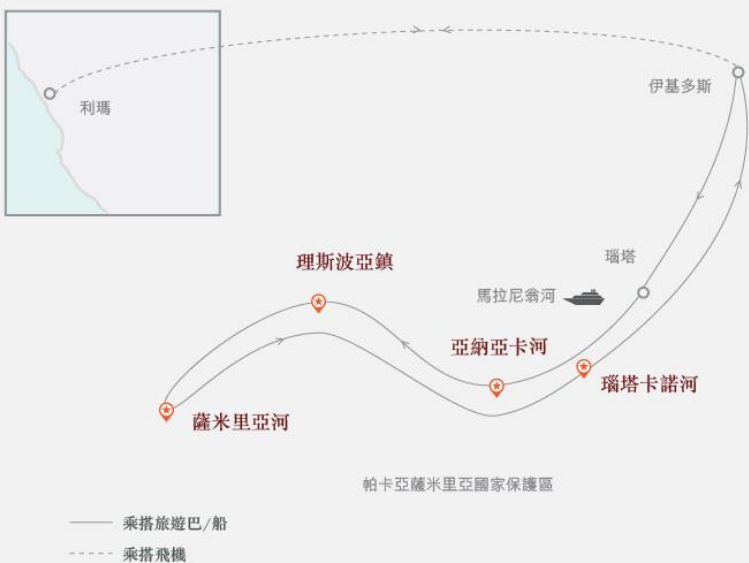 利瑪
伊基多斯
瑙塔
理斯波亞鎮
馬拉尼翁河
亞納亞卡河
瑙塔卡諾河
薩米里亞河
帕卡亞薩米里亞國家保護區
乘搭旅遊巴/船
乘搭飛機